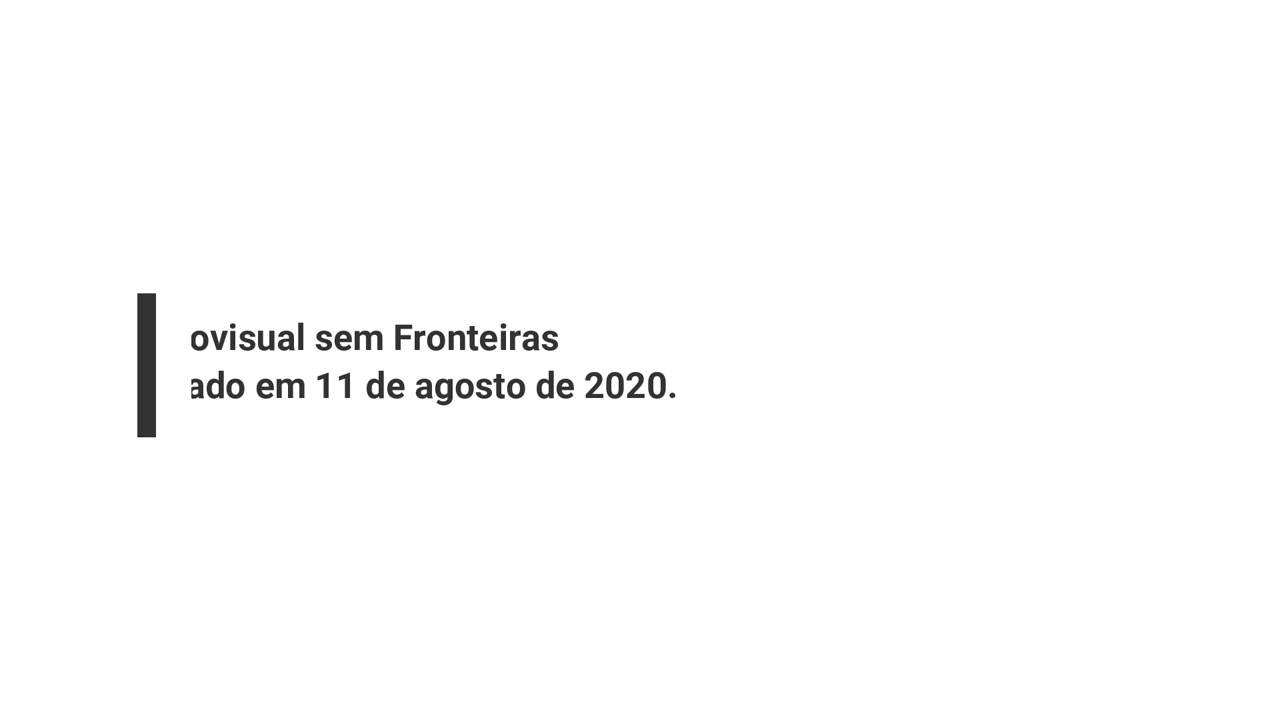 ovisual sem Fronteiras
ado em 11 de agosto de 2020.